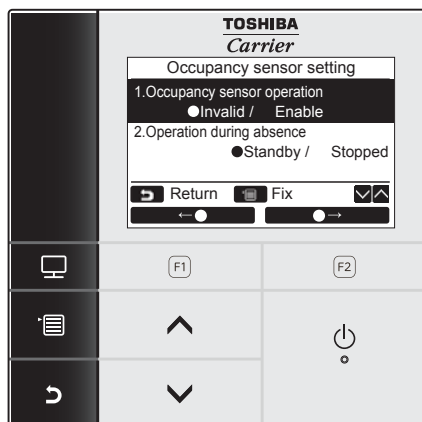 TOSHIBA
Carrier
Occupancy sensor setting
1.Occupancy sensor operation
●Invalid / Enable
2.Operation during absence
●Standby / Stopped
Return Fix
←● ●→
F1 F2